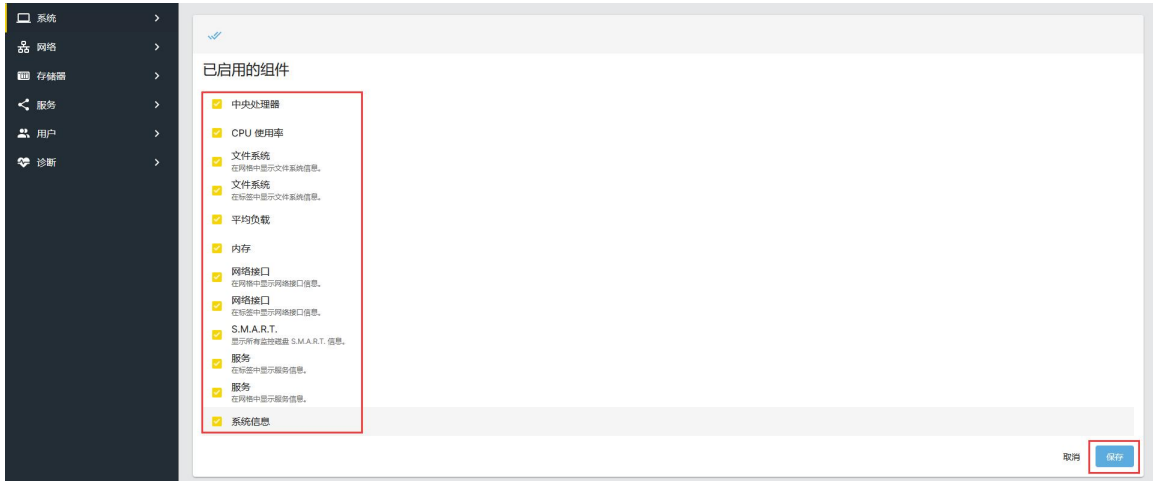 系统
网络
存储器
服务
用户
诊断
已启用的组件
中央处理器
CPU 使用率
文件系统
在网格中显示文件系统信息。
文件系统
在标签中显示文件系统信息。
平均负载
内存
网络接口
在网格中显示网络接口信息。
网络接口
在标签中显示网络接口信息。
S.M.A.R.T.
显示所有监控磁盘 S.M.A.R.T. 信息。
服务
在标签中显示服务信息。
服务
在网格中显示服务信息。
系统信息
取消 保存